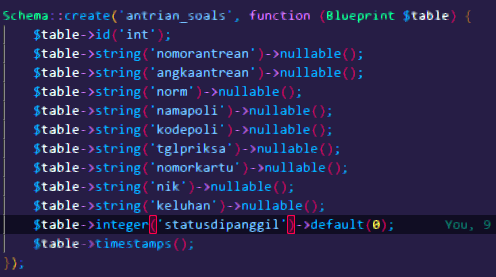 Schema::create('antrian_soals', function (Blueprint $table) {
$table->id('int');
$table->string('nomorantrean')->nullable();
$table->string('angkaantrean')->nullable();
$table->string('norm')->nullable();
$table->string('namapoli')->nullable();
$table->string('kodepoli')->nullable();
$table->string('tglpriksa')->nullable();
$table->string('nomorkartu')->nullable();
$table->string('nik')->nullable();
$table->string('keluhan')->nullable();
$table->integer('statusdipanggil')->default(0); You, 9
$table->timestamps();
});